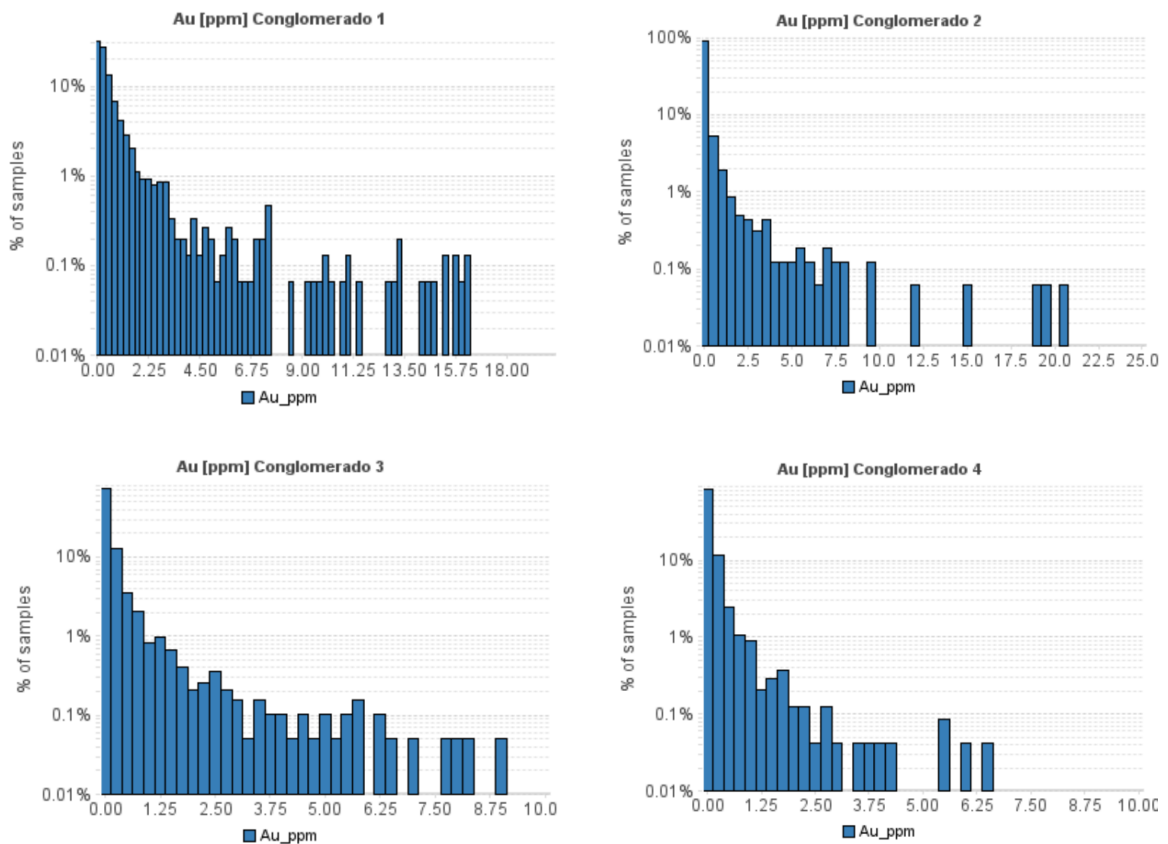 Au [ppm] Conglomerado 1
% of samples
10%
1%
0.1%
0.01%
0.00 2.25 4.50 6.75 9.00 11.25 13.50 15.75 18.00
Au_ppm
Au [ppm] Conglomerado 2
% of samples
100%
10%
1%
0.1%
0.01%
0.0 2.5 5.0 7.5 10.0 12.5 15.0 17.5 20.0 22.5 25.0
Au_ppm
Au [ppm] Conglomerado 3
% of samples
10%
1%
0.1%
0.01%
0.00 1.25 2.50 3.75 5.00 6.25 7.50 8.75 10.0
Au_ppm
Au [ppm] Conglomerado 4
% of samples
10%
1%
0.1%
0.01%
0.00 1.25 2.50 3.75 5.00 6.25 7.50 8.75 10.00
Au_ppm